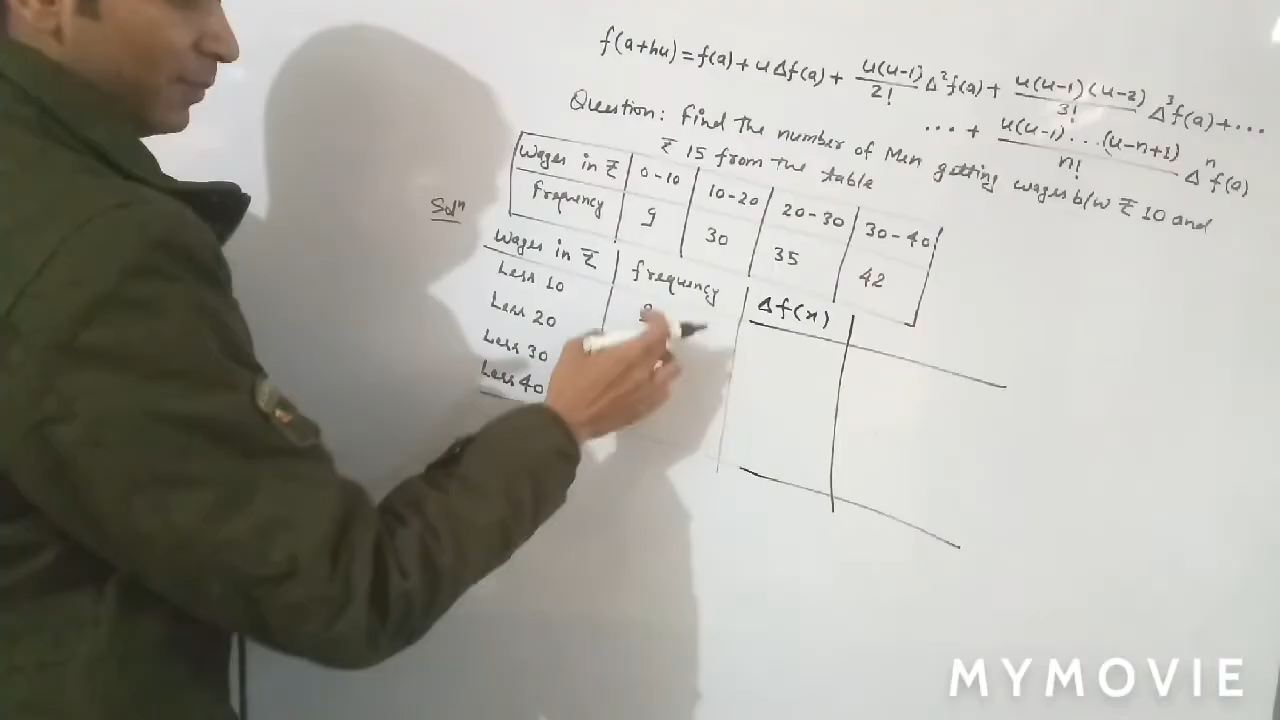 f(a+hu) = f(a) + u Δf(a) + u(u-1)/2! Δ²f(a) + u(u-1)(u-2)/3! Δ³f(a) + ...
... + u(u-1)...(u-n+1)/n! Δⁿf(a)
Question: Find the number of Men getting wages b/w ₹ 10 and
₹ 15 from the table
Wages in ₹ 0-10 10-20 20-30 30-40
Frequency 9 30 35 42
Solⁿ
Wages in ₹ frequency Δf(x)
Less 10
Less 20
Less 30
Less 40
MYMOVIE